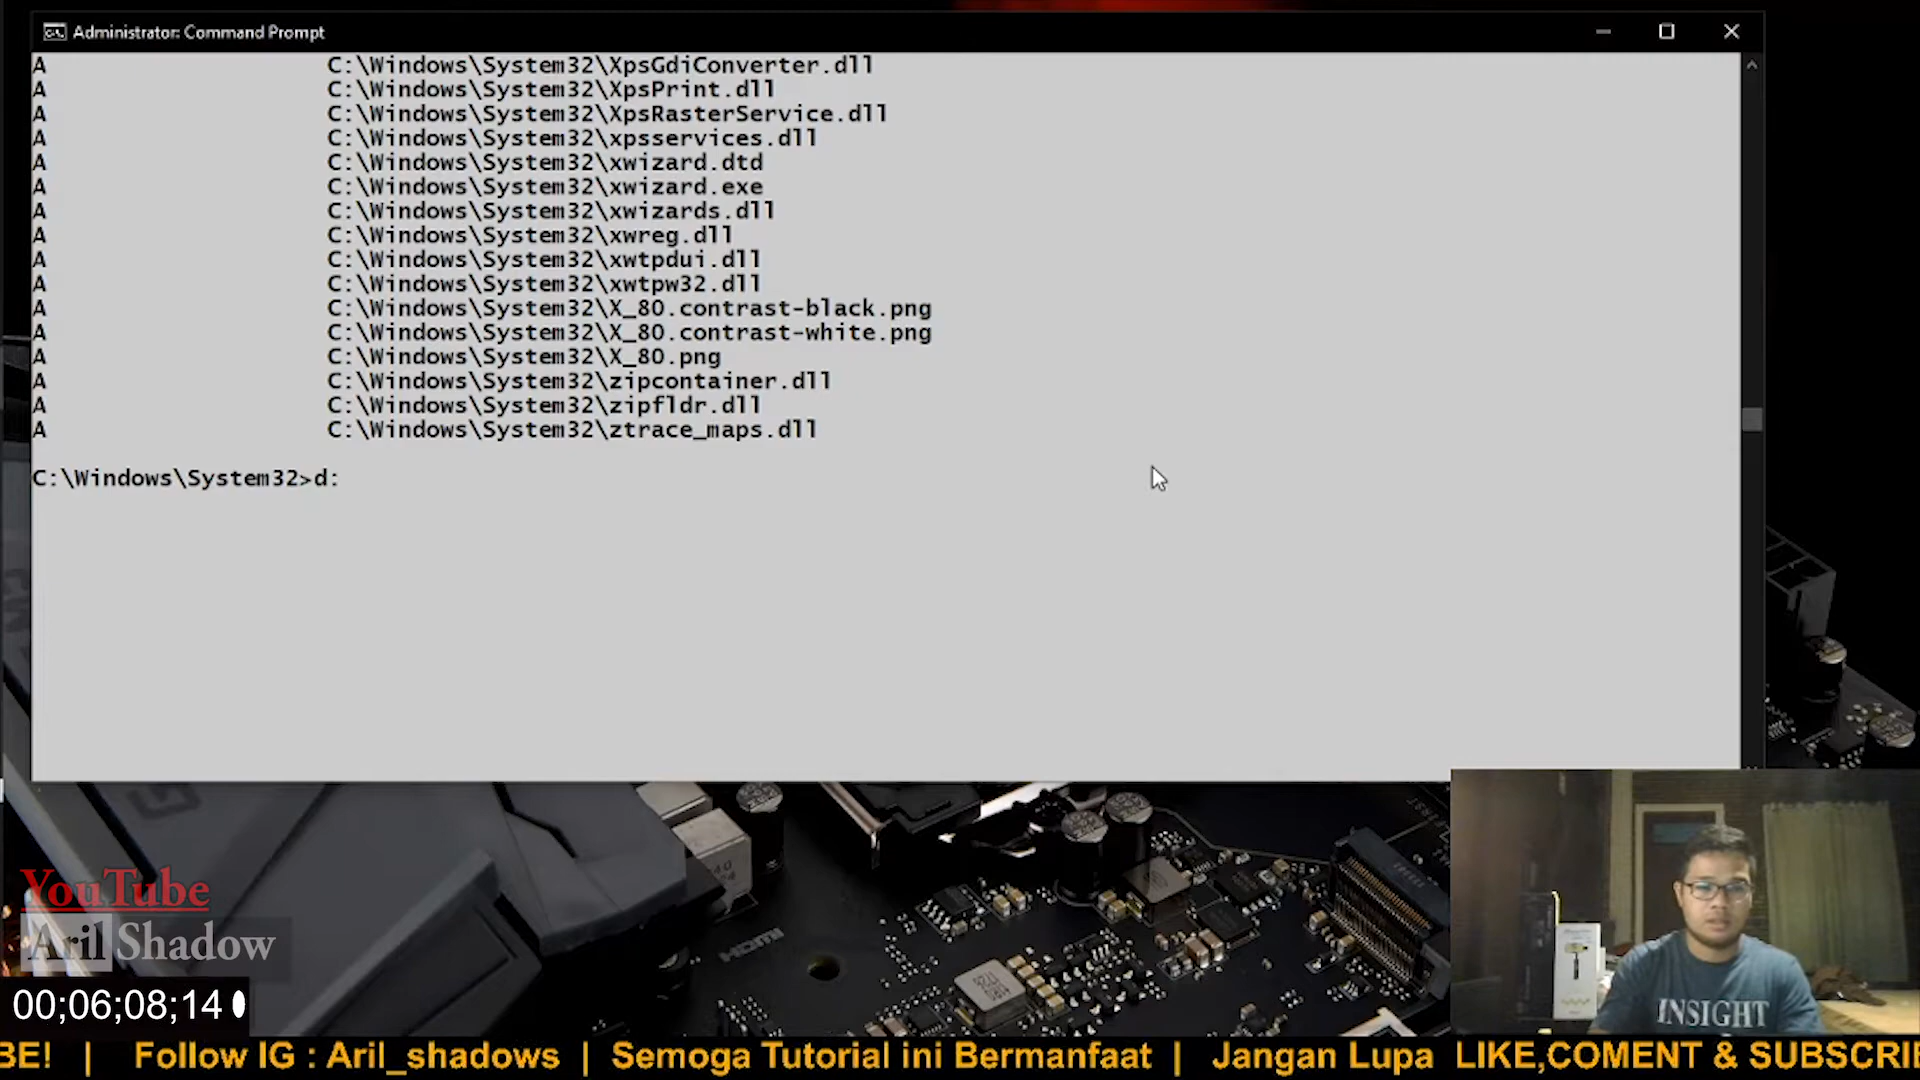 Administrator: Command Prompt
A C:\Windows\System32\XpsGdiConverter.dll
A C:\Windows\System32\XpsPrint.dll
A C:\Windows\System32\XpsRasterService.dll
A C:\Windows\System32\xpsservices.dll
A C:\Windows\System32\xwizard.dtd
A C:\Windows\System32\xwizard.exe
A C:\Windows\System32\xwizards.dll
A C:\Windows\System32\xwreg.dll
A C:\Windows\System32\xwtpdui.dll
A C:\Windows\System32\xwtpw32.dll
A C:\Windows\System32\X_80.contrast-black.png
A C:\Windows\System32\X_80.contrast-white.png
A C:\Windows\System32\X_80.png
A C:\Windows\System32\zipcontainer.dll
A C:\Windows\System32\zipfldr.dll
A C:\Windows\System32\ztrace_maps.dll
C:\Windows\System32>d:
YouTube
Aril Shadow
00;06;08;14
HDMI
INSIGHT
BE! | Follow IG : Aril_shadows | Semoga Tutorial ini Bermanfaat | Jangan Lupa LIKE,COMENT & SUBSCRIBE